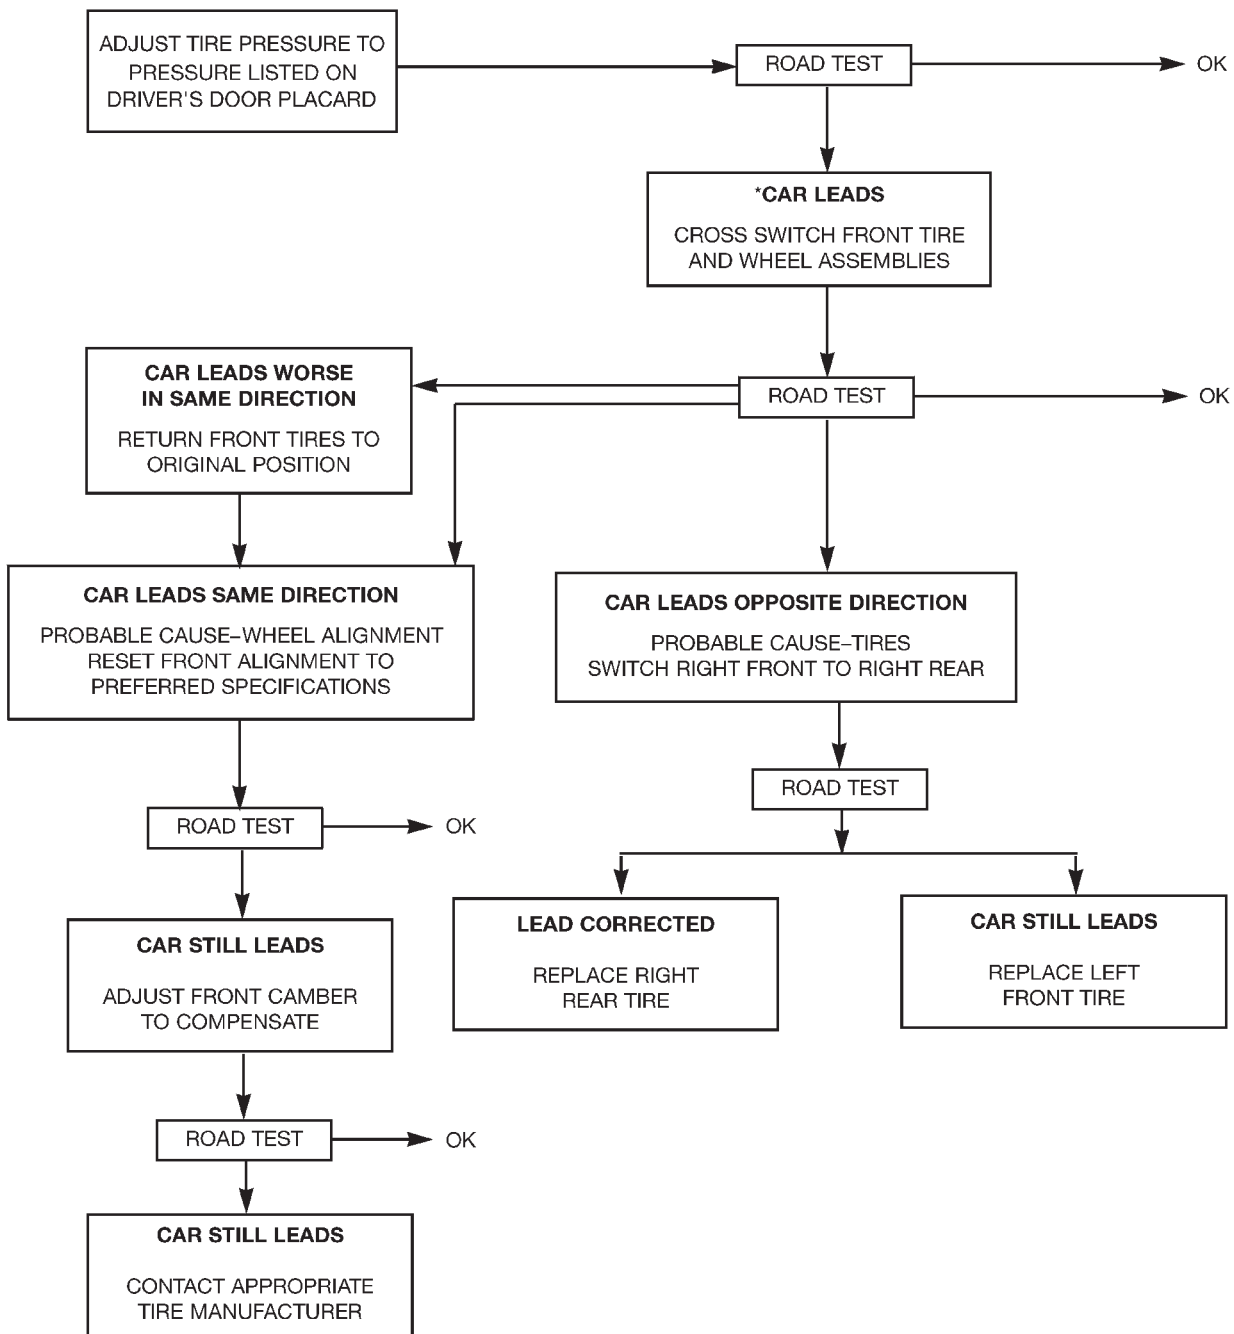 ADJUST TIRE PRESSURE TO
PRESSURE LISTED ON
DRIVER'S DOOR PLACARD
ROAD TEST
OK
*CAR LEADS
CROSS SWITCH FRONT TIRE
AND WHEEL ASSEMBLIES
ROAD TEST
OK
CAR LEADS WORSE
IN SAME DIRECTION
RETURN FRONT TIRES TO
ORIGINAL POSITION
CAR LEADS SAME DIRECTION
PROBABLE CAUSE–WHEEL ALIGNMENT
RESET FRONT ALIGNMENT TO
PREFERRED SPECIFICATIONS
CAR LEADS OPPOSITE DIRECTION
PROBABLE CAUSE–TIRES
SWITCH RIGHT FRONT TO RIGHT REAR
ROAD TEST
ROAD TEST
OK
LEAD CORRECTED
REPLACE RIGHT
REAR TIRE
CAR STILL LEADS
REPLACE LEFT
FRONT TIRE
CAR STILL LEADS
ADJUST FRONT CAMBER
TO COMPENSATE
ROAD TEST
OK
CAR STILL LEADS
CONTACT APPROPRIATE
TIRE MANUFACTURER